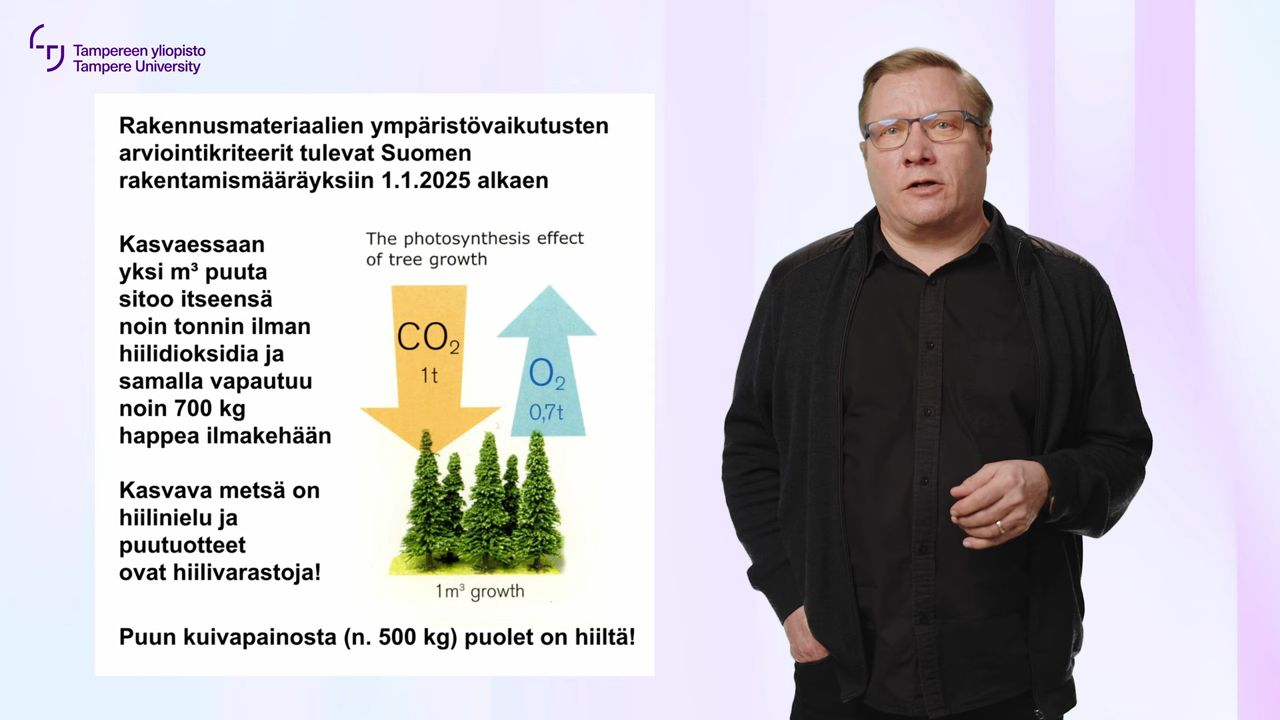 Tampereen yliopisto
Tampere University
Rakennusmateriaalien ympäristövaikutusten
arviointikriteerit tulevat Suomen
rakentamismääräyksiin 1.1.2025 alkaen
Kasvaessaan
yksi m³ puuta
sitoo itseensä
noin tonnin ilman
hiilidioksidia ja
samalla vapautuu
noin 700 kg
happea ilmakehään
Kasvava metsä on
hiilinielu ja
puutuotteet
ovat hiilivarastoja!
The photosynthesis effect
of tree growth
CO₂
1t
O₂
0,7t
1m³ growth
Puun kuivapainosta (n. 500 kg) puolet on hiiltä!